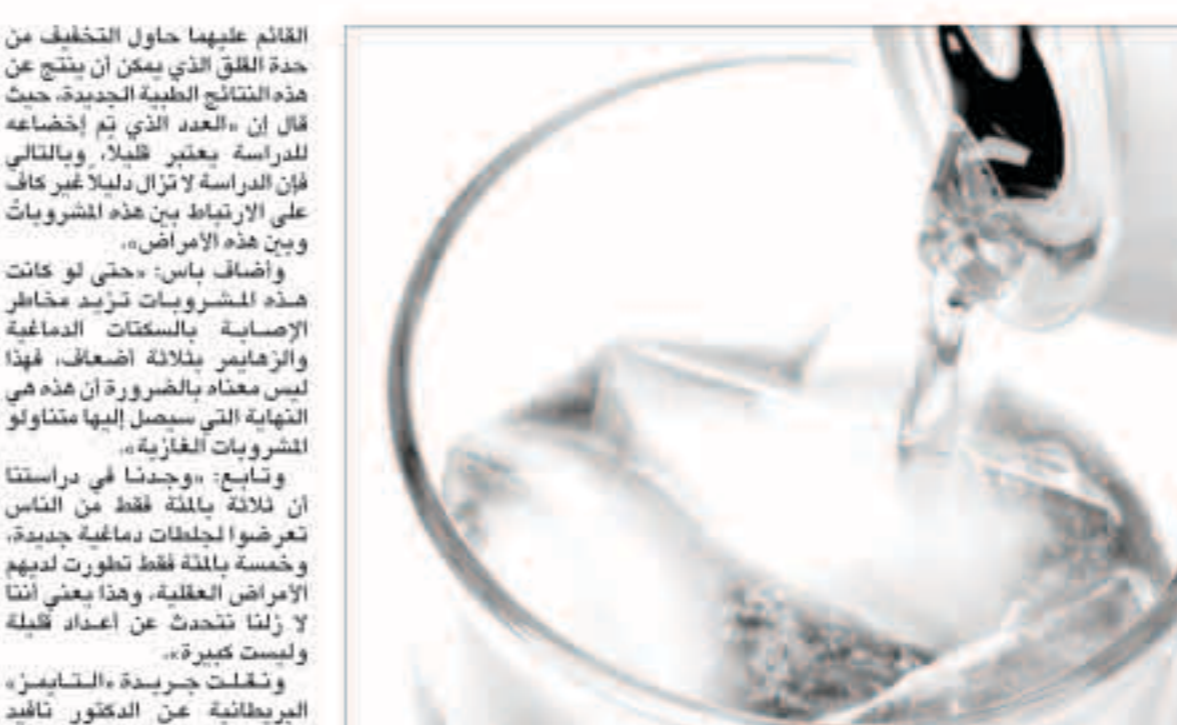 القائم عليهما حاول التخفيف من
حدة القلق الذي يمكن أن ينتج عن
هذه النتائج الطبية الجديدة، حيث
قال إن «العدد الذي تم إخضاعه
للدراسة يعتبر قليلا، وبالتالي
فإن الدراسة لا تزال دليلا غير كاف
على الارتباط بين هذه المشروبات
وبين هذه الأمراض».
وأضاف باس: «حتى لو كانت
هذه المشروبات تزيد مخاطر
الإصابة بالسكتات الدماغية
والزهايمر بثلاثة أضعاف، فهذا
ليس معناه بالضرورة أن هذه هي
النهاية التي سيصل إليها متناولو
المشروبات الغازية».
وتابع: «وجدنا في دراستنا
أن ثلاثة بالمئة فقط من الناس
تعرضوا لجلطات دماغية جديدة،
وخمسة بالمئة فقط تطورت لديهم
الأمراض العقلية، وهذا يعني أننا
لا زلنا نتحدث عن أعداد قليلة
وليست كبيرة».
ونقلت جريدة «التايمز»
البريطانية عن الدكتور تافيد